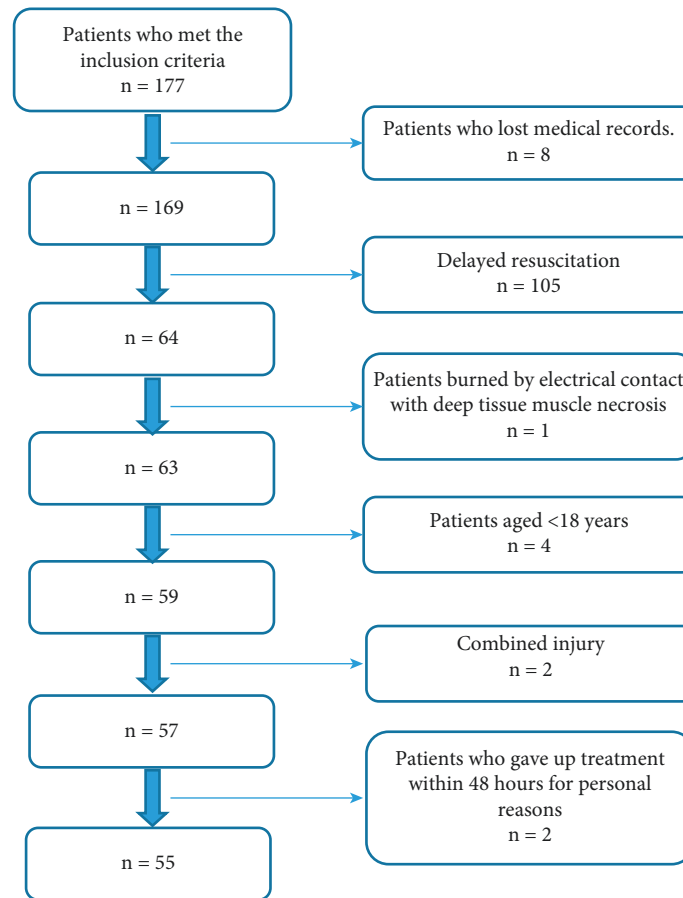 Patients who met the
inclusion criteria
n = 177
Patients who lost medical records.
n = 8
n = 169
Delayed resuscitation
n = 105
n = 64
Patients burned by electrical contact
with deep tissue muscle necrosis
n = 1
n = 63
Patients aged <18 years
n = 4
n = 59
Combined injury
n = 2
n = 57
Patients who gave up treatment
within 48 hours for personal
reasons
n = 2
n = 55